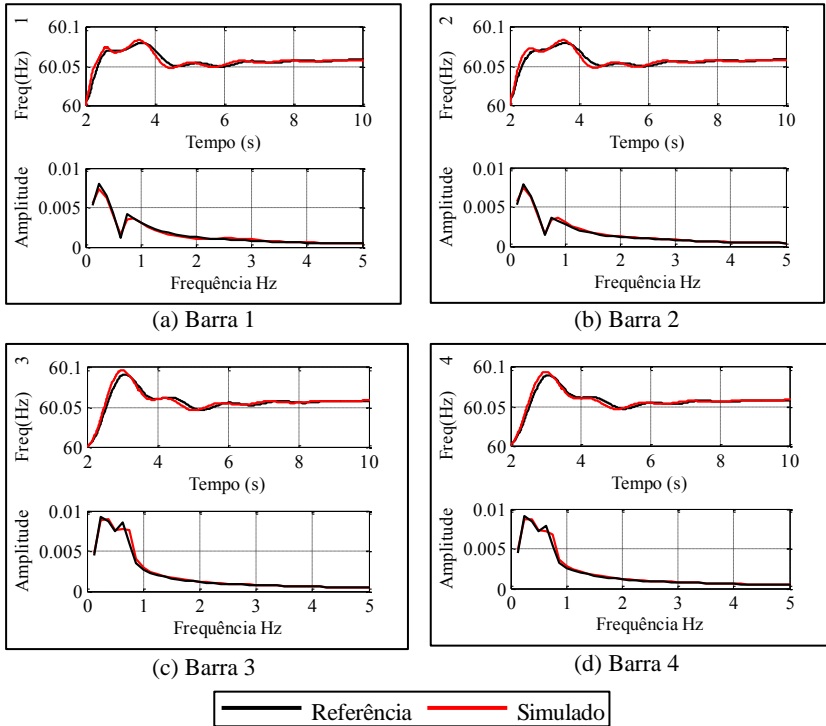 1
Freq(Hz)
60.1
60.05
60
2 4 6 8 10
Tempo (s)
Amplitude
0.01
0.005
0
0 1 2 3 4 5
Frequência Hz
(a) Barra 1
2
Freq(Hz)
60.1
60.05
60
2 4 6 8 10
Tempo (s)
Amplitude
0.01
0.005
0
0 1 2 3 4 5
Frequência Hz
(b) Barra 2
3
Freq(Hz)
60.1
60.05
60
2 4 6 8 10
Tempo (s)
Amplitude
0.01
0.005
0
0 1 2 3 4 5
Frequência Hz
(c) Barra 3
4
Freq(Hz)
60.1
60.05
60
2 4 6 8 10
Tempo (s)
Amplitude
0.01
0.005
0
0 1 2 3 4 5
Frequência Hz
(d) Barra 4
Referência Simulado